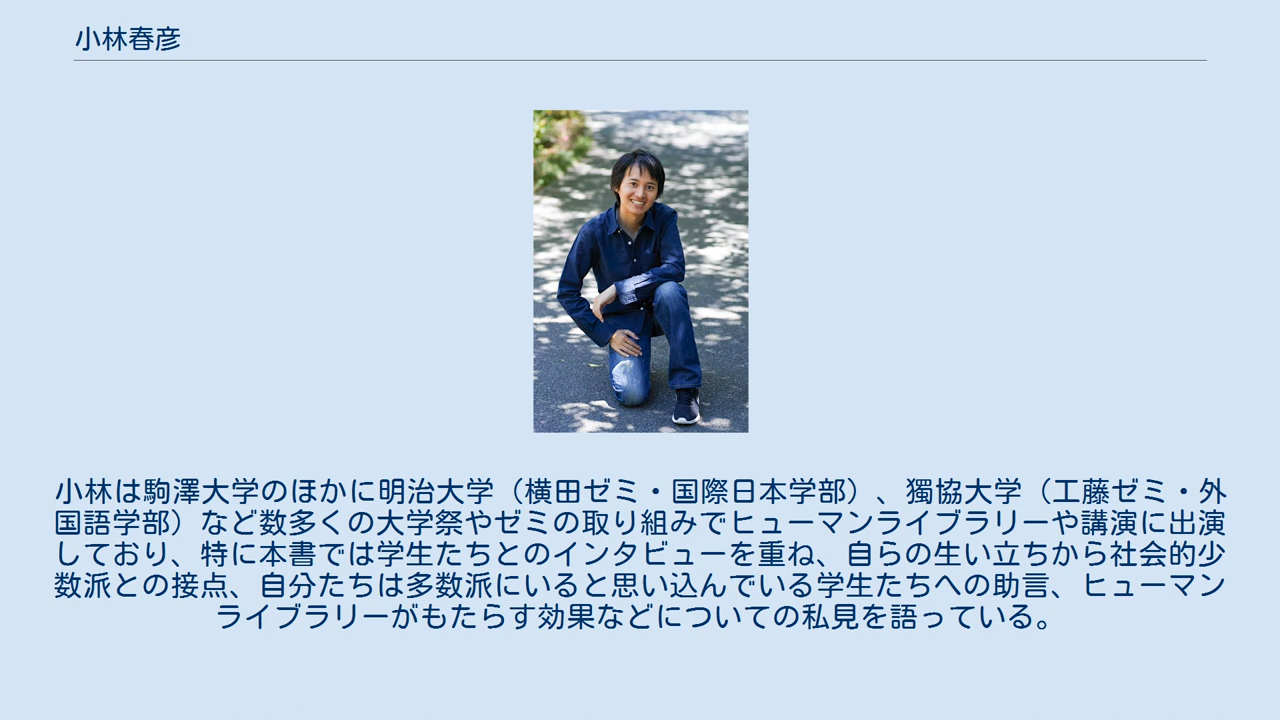 小林春彦
小林は駒澤大学のほかに明治大学（横田ゼミ・国際日本学部）、獨協大学（工藤ゼミ・外
国語学部）など数多くの大学祭やゼミの取り組みでヒューマンライブラリーや講演に出演
しており、特に本書では学生たちとのインタビューを重ね、自らの生い立ちから社会的少
数派との接点、自分たちは多数派にいると思い込んでいる学生たちへの助言、ヒューマン
ライブラリーがもたらす効果などについての私見を語っている。